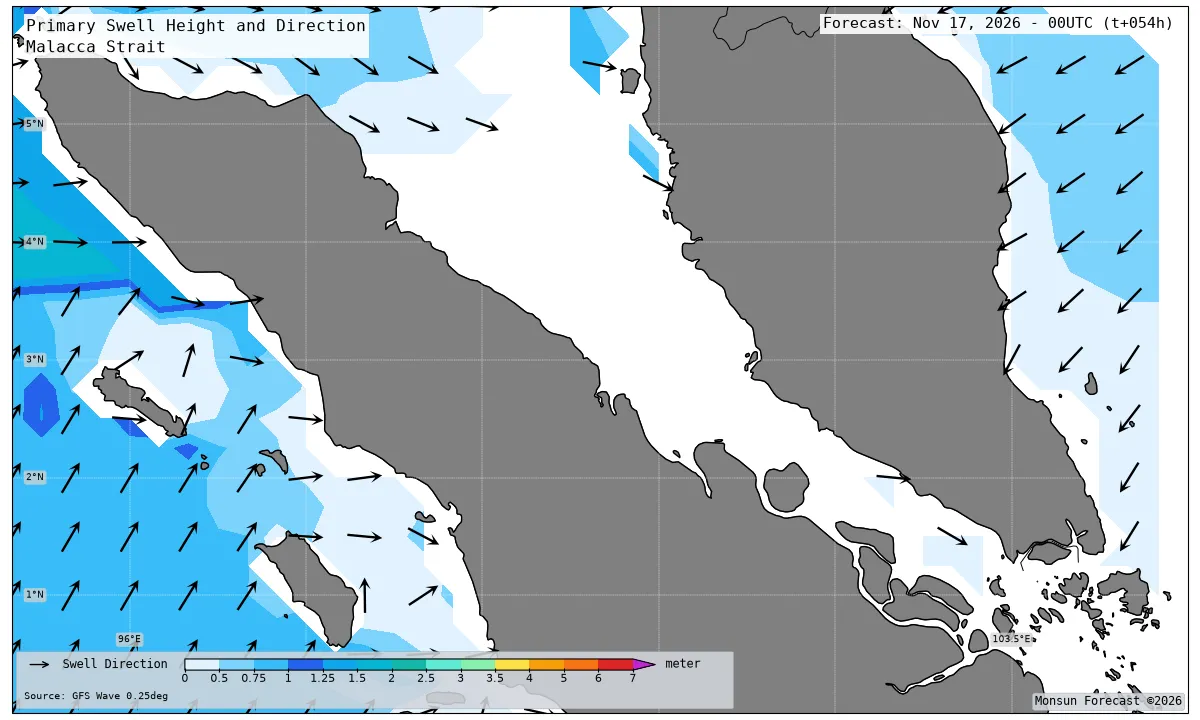 Primary Swell Height and Direction
Malacca Strait
Forecast: Nov 17, 2026 - 00UTC (t+054h)
5°N
4°N
3°N
2°N
1°N
96°E
103.5°E
Swell Direction
0 0.5 0.75 1 1.25 1.5 2 2.5 3 3.5 4 5 6 7
meter
Source: GFS Wave 0.25deg
Monsun Forecast ©2026